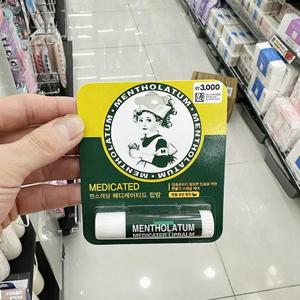 ₩3,000
MENTHOLATUM · MENTHOLATUM · MENTHOLATUM ·
MEDICATED
멘소래담 메디케이티드 립밤
MENTHOLATUM
MEDICATED LIPBALM